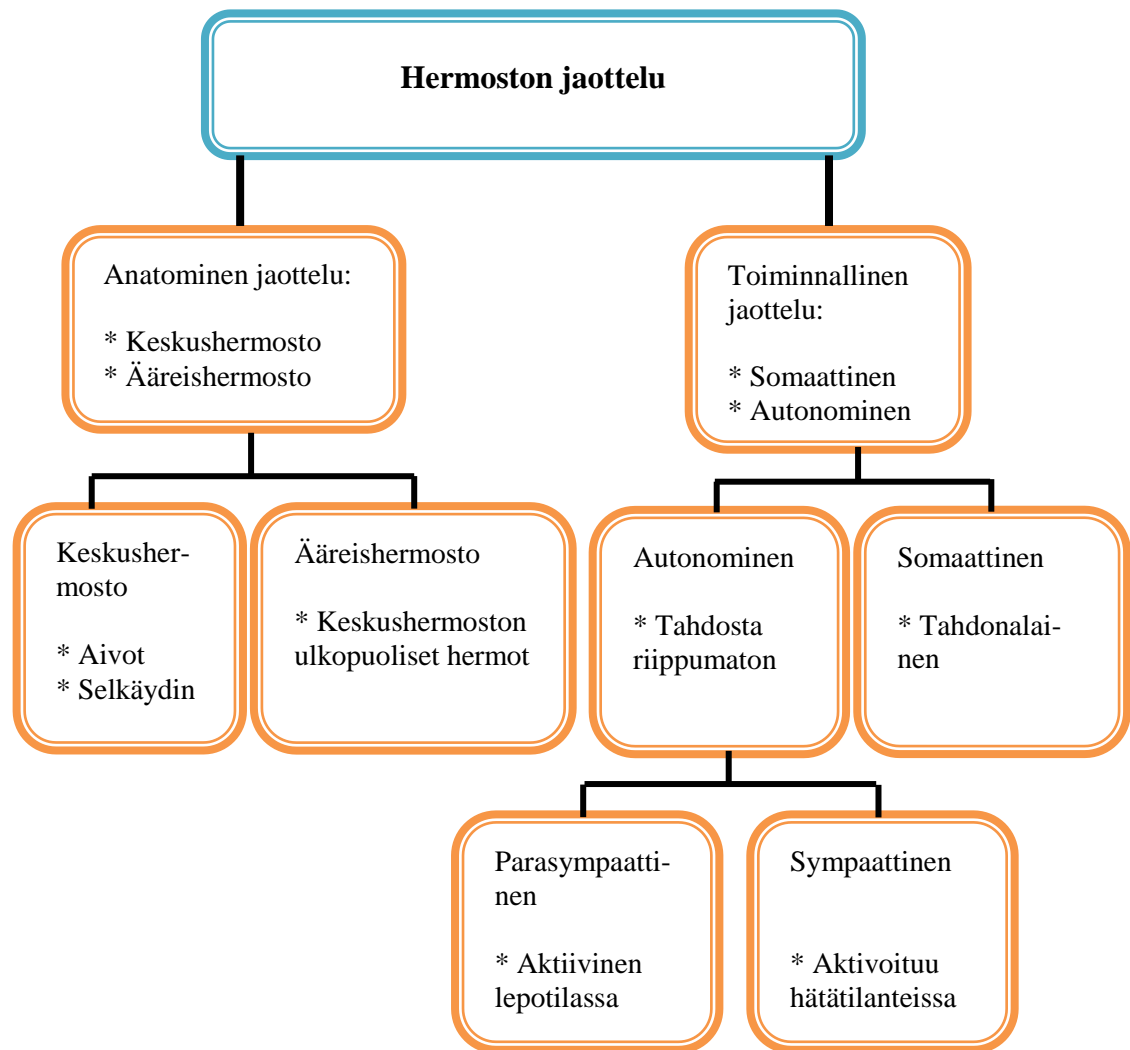 Hermoston jaottelu
Anatominen jaottelu:
* Keskushermosto
* Ääreishermosto
Toiminnallinen
jaottelu:
* Somaattinen
* Autonominen
Keskusher-
mosto
* Aivot
* Selkäydin
Ääreishermosto
* Keskushermoston
ulkopuoliset hermot
Autonominen
* Tahdosta
riippumaton
Somaattinen
* Tahdonalai-
nen
Parasympaatti-
nen
* Aktiivinen
lepotilassa
Sympaattinen
* Aktivoituu
hätätilanteissa